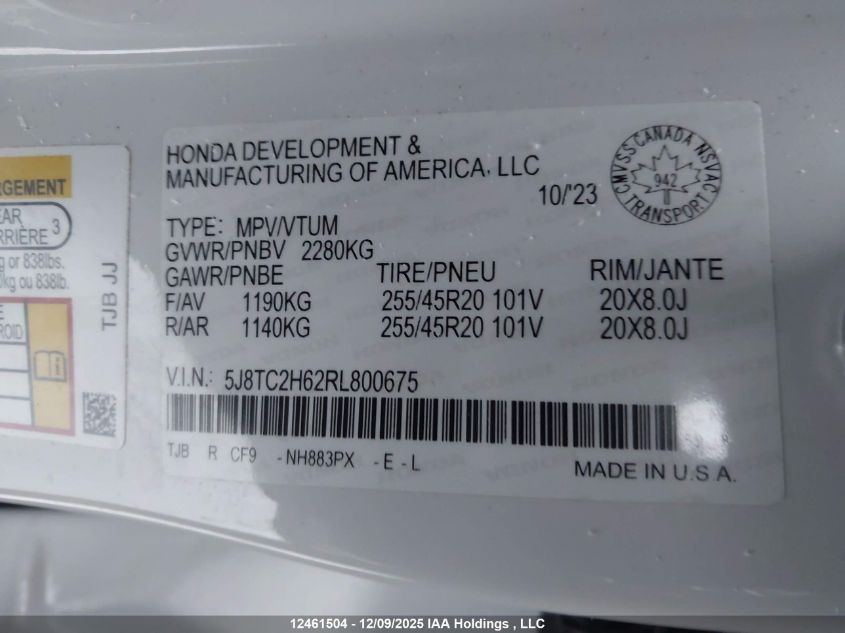 RGEMENT
EAR
RRIÈRE 3
g or 838lbs.
0kg ou 838lb.
E
ROID
TJB JJ
HONDA DEVELOPMENT &
MANUFACTURING OF AMERICA, LLC
10/'23
CMVSS CANADA NSVAC
942
TRANSPORT
TYPE: MPV/VTUM
GVWR/PNBV 2280KG
GAWR/PNBE TIRE/PNEU RIM/JANTE
F/AV 1190KG 255/45R20 101V 20X8.0J
R/AR 1140KG 255/45R20 101V 20X8.0J
V.I.N.: 5J8TC2H62RL800675
TJB R CF9 -NH883PX -E-L
MADE IN U.S.A.
12461504 - 12/09/2025 IAA Holdings , LLC